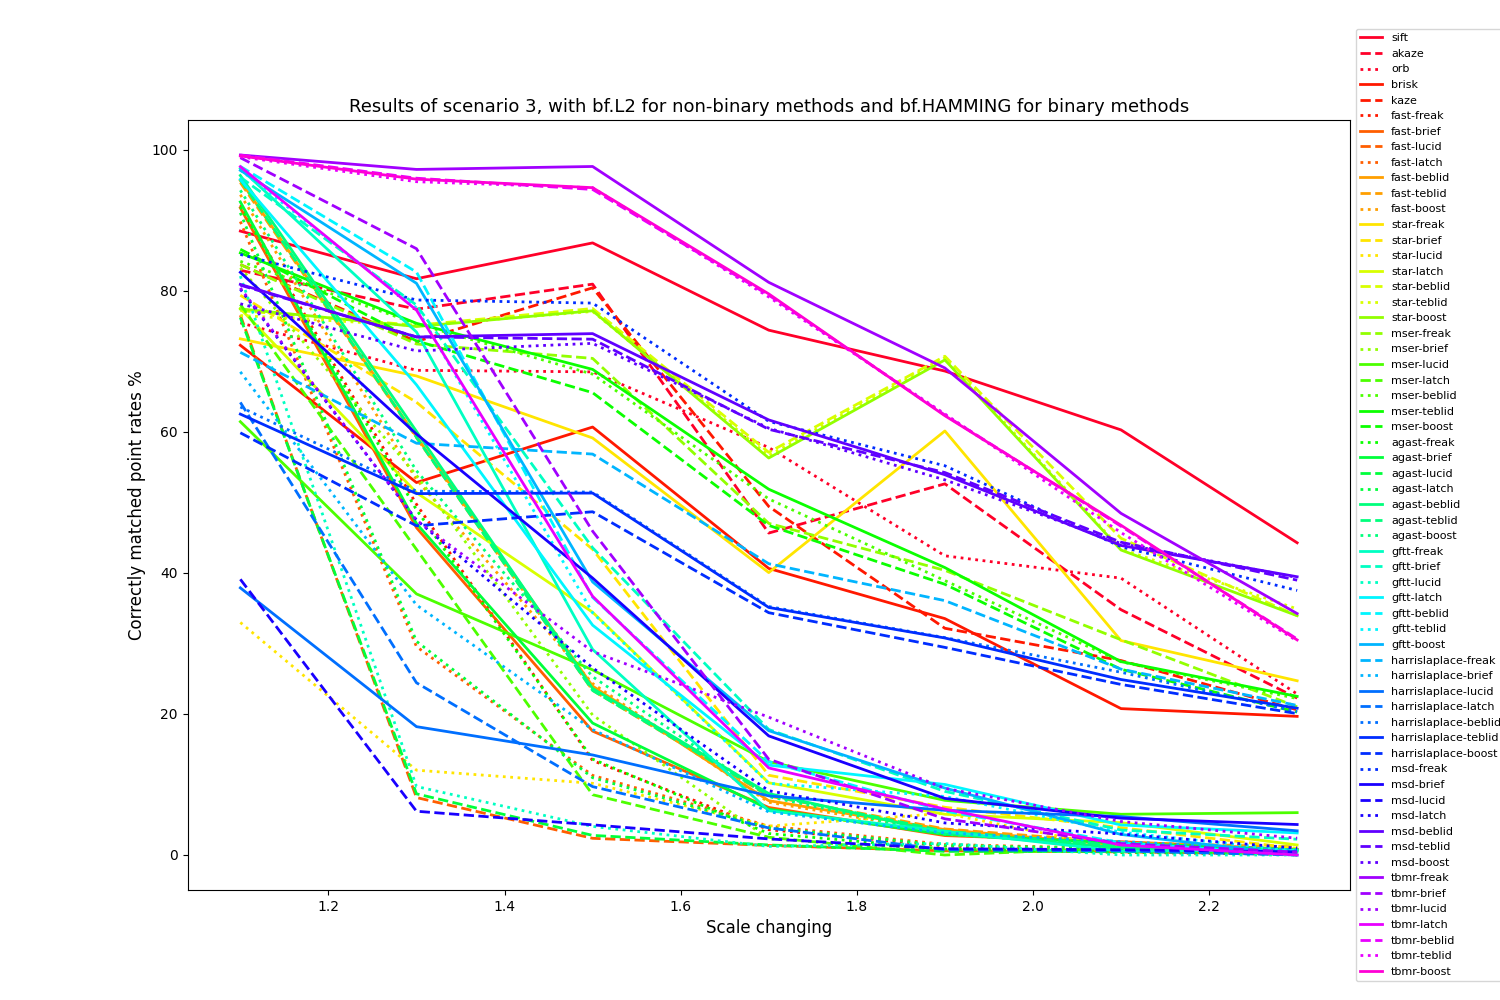 Results of scenario 3, with bf.L2 for non-binary methods and bf.HAMMING for binary methods
Correctly matched point rates %
100
80
60
40
20
0
1.2 1.4 1.6 1.8 2.0 2.2
Scale changing
sift
akaze
orb
brisk
kaze
fast-freak
fast-brief
fast-lucid
fast-latch
fast-beblid
fast-teblid
fast-boost
star-freak
star-brief
star-lucid
star-latch
star-beblid
star-teblid
star-boost
mser-freak
mser-brief
mser-lucid
mser-latch
mser-beblid
mser-teblid
mser-boost
agast-freak
agast-brief
agast-lucid
agast-latch
agast-beblid
agast-teblid
agast-boost
gftt-freak
gftt-brief
gftt-lucid
gftt-latch
gftt-beblid
gftt-teblid
gftt-boost
harrislaplace-freak
harrislaplace-brief
harrislaplace-lucid
harrislaplace-latch
harrislaplace-beblid
harrislaplace-teblid
harrislaplace-boost
msd-freak
msd-brief
msd-lucid
msd-latch
msd-beblid
msd-teblid
msd-boost
tbmr-freak
tbmr-brief
tbmr-lucid
tbmr-latch
tbmr-beblid
tbmr-teblid
tbmr-boost